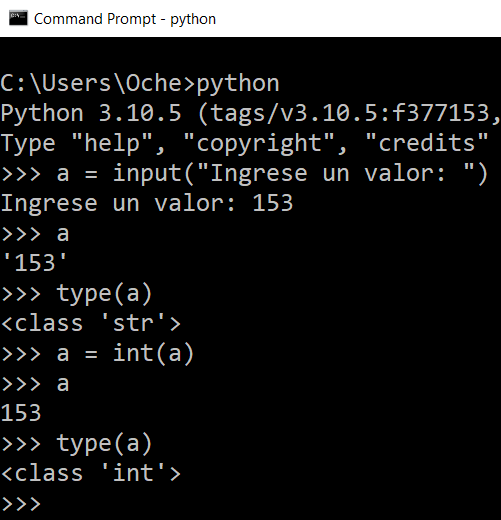 Command Prompt - python
C:\Users\Oche>python
Python 3.10.5 (tags/v3.10.5:f377153,
Type "help", "copyright", "credits"
>>> a = input("Ingrese un valor: ")
Ingrese un valor: 153
>>> a
'153'
>>> type(a)
<class 'str'>
>>> a = int(a)
>>> a
153
>>> type(a)
<class 'int'>
>>>